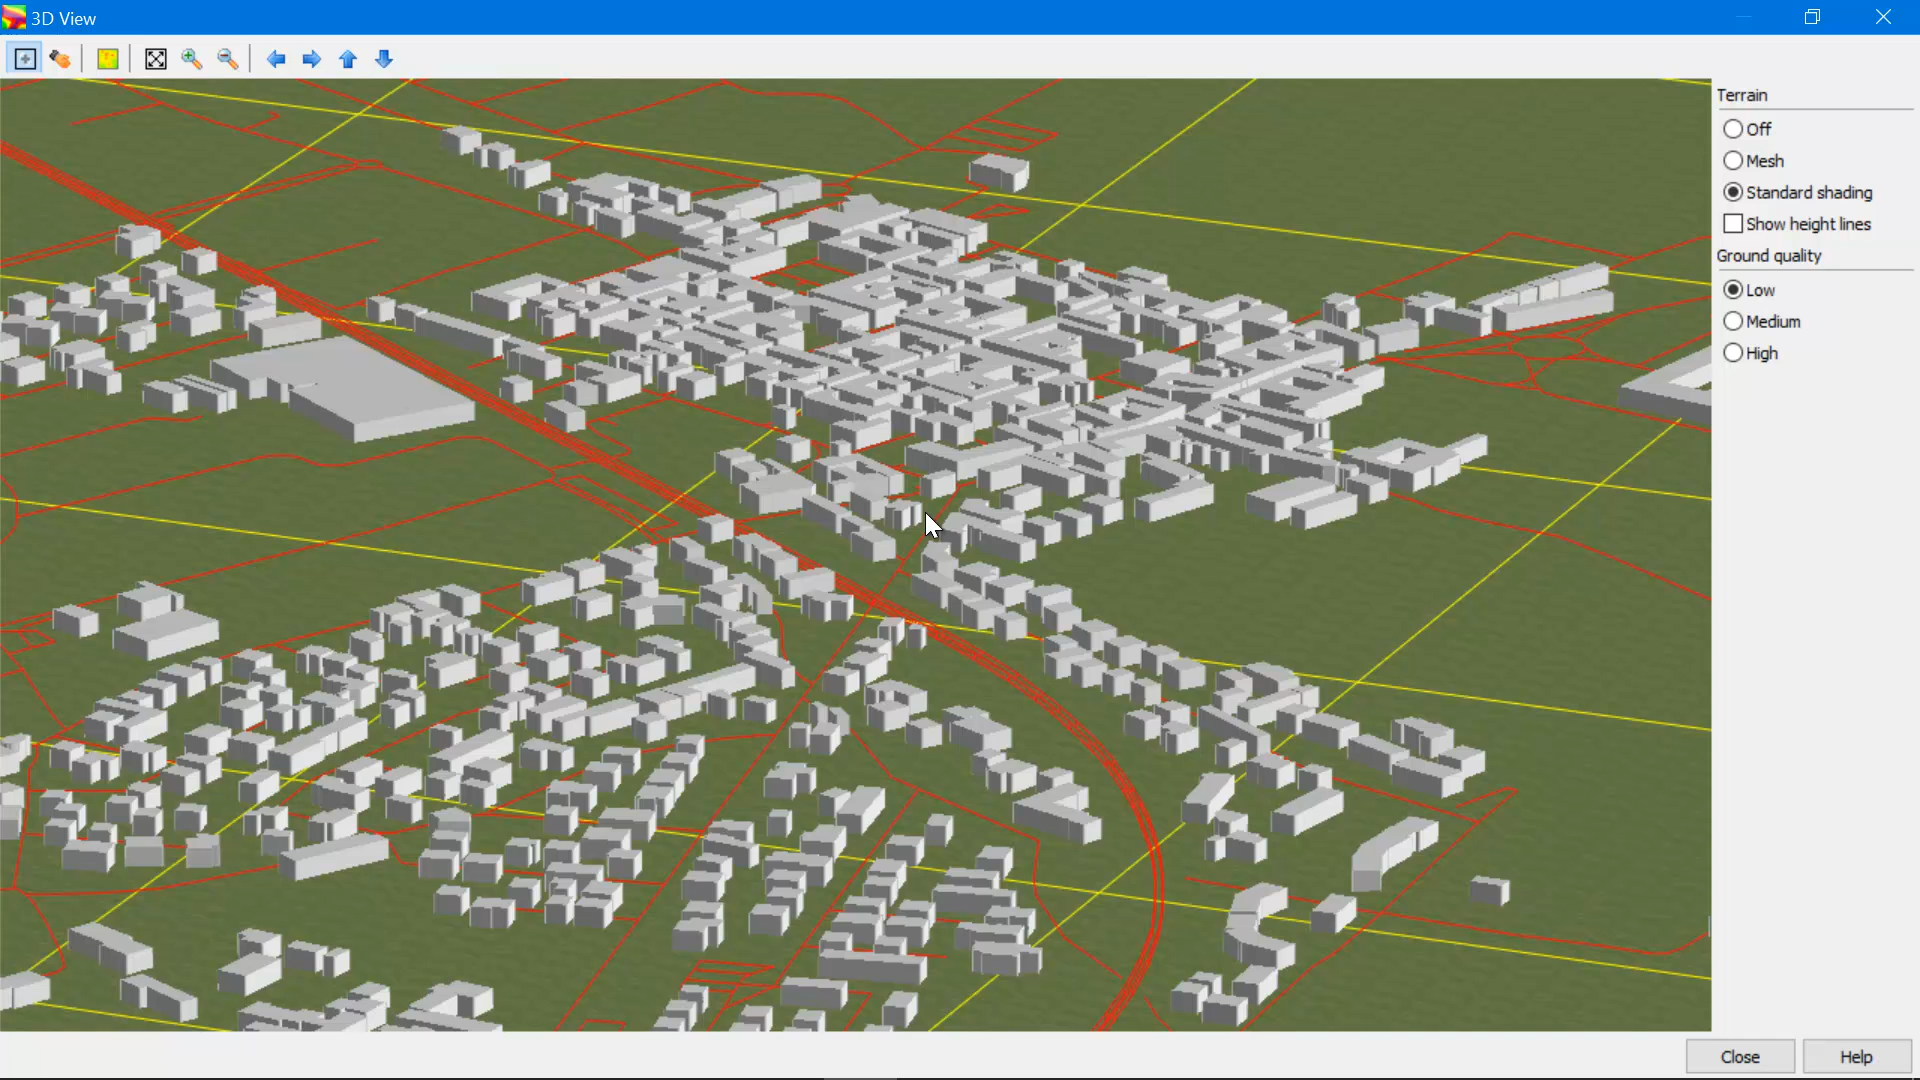 3D View
Terrain
Off
Mesh
Standard shading
Show height lines
Ground quality
Low
Medium
High
Close
Help